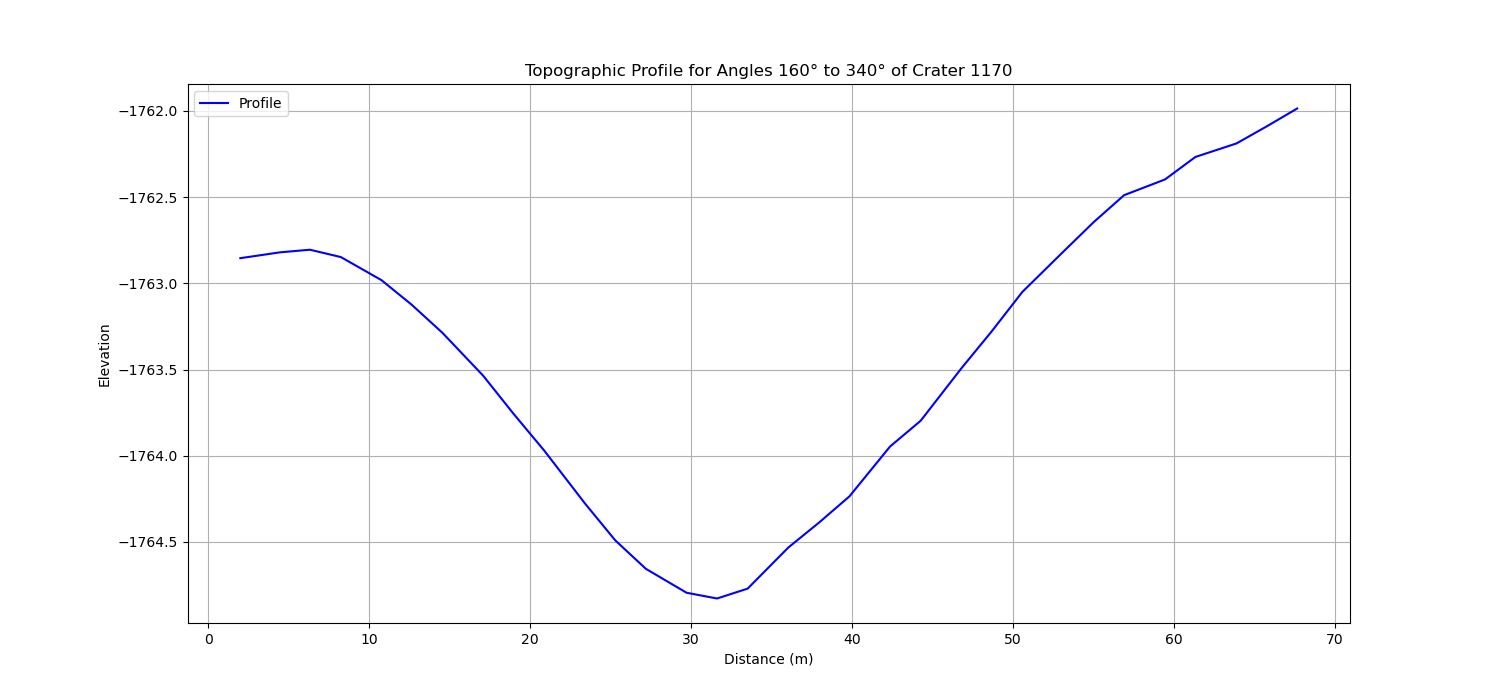 Topographic Profile for Angles 160° to 340° of Crater 1170
Profile
Elevation
−1762.0
−1762.5
−1763.0
−1763.5
−1764.0
−1764.5
0 10 20 30 40 50 60 70
Distance (m)